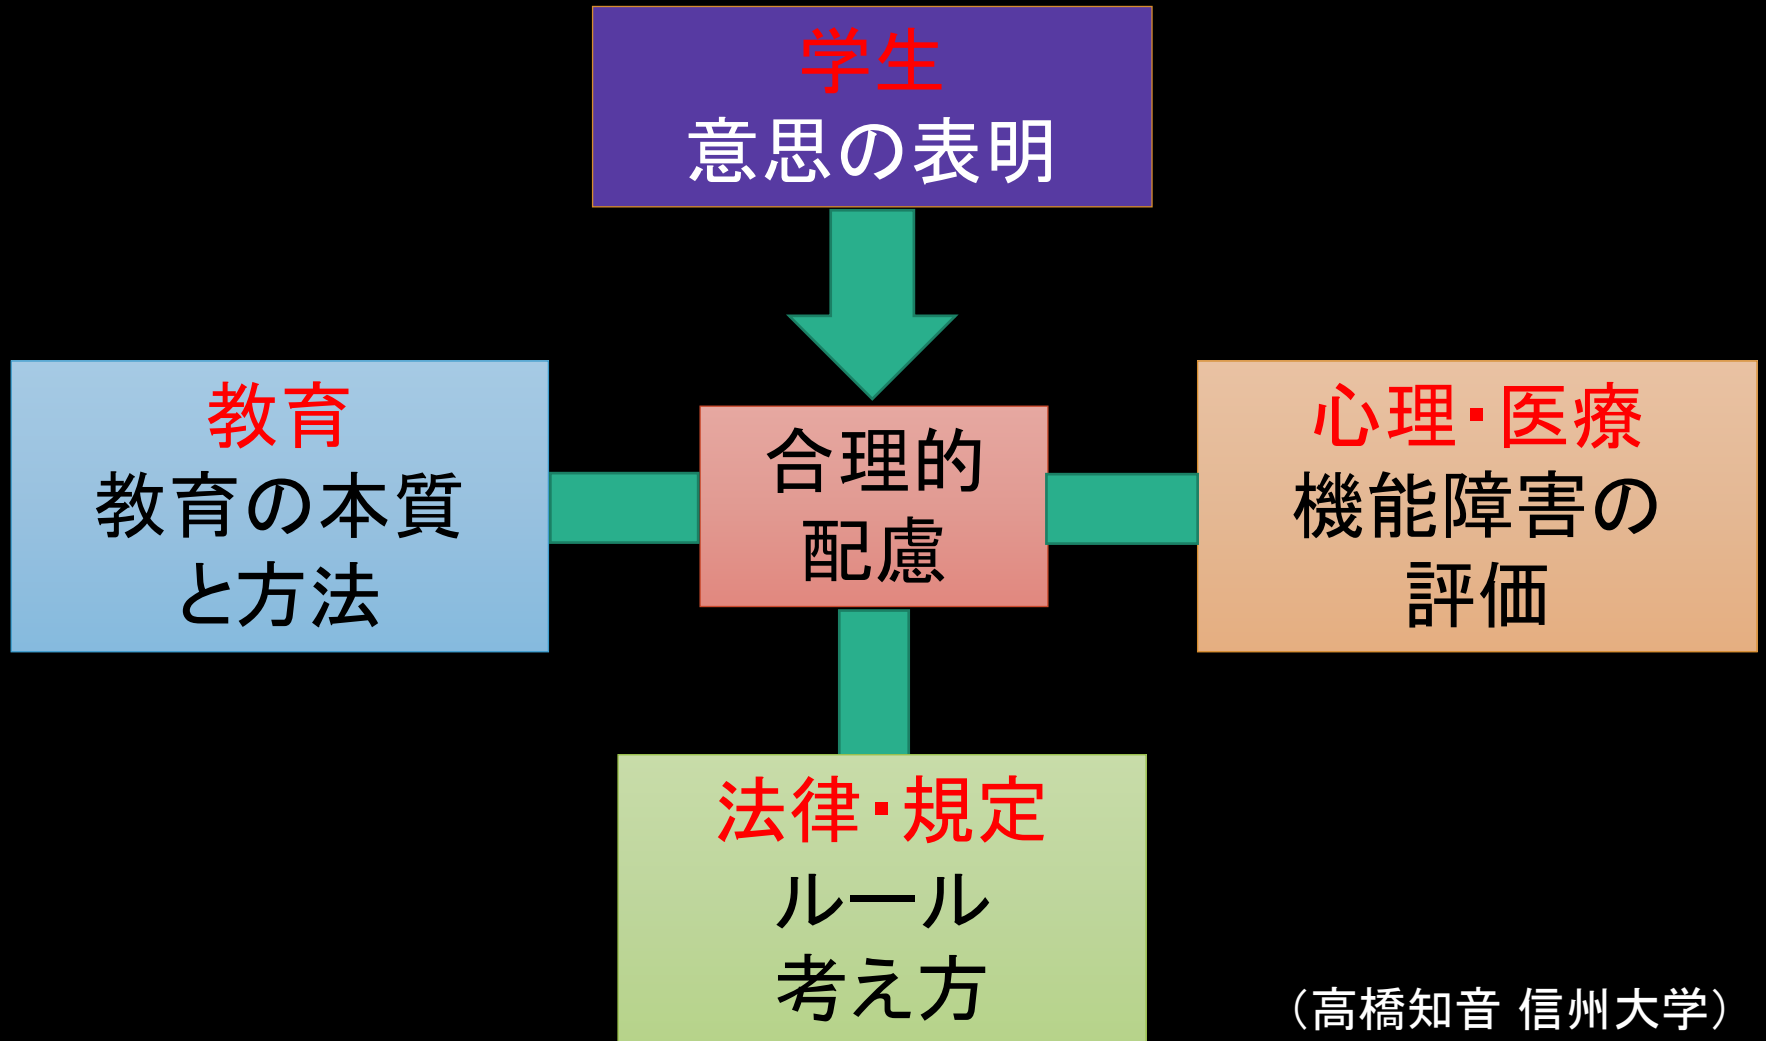 学生
意思の表明
教育
教育の本質
と方法
合理的
配慮
心理・医療
機能障害の
評価
法律・規定
ルール
考え方
（高橋知音 信州大学）